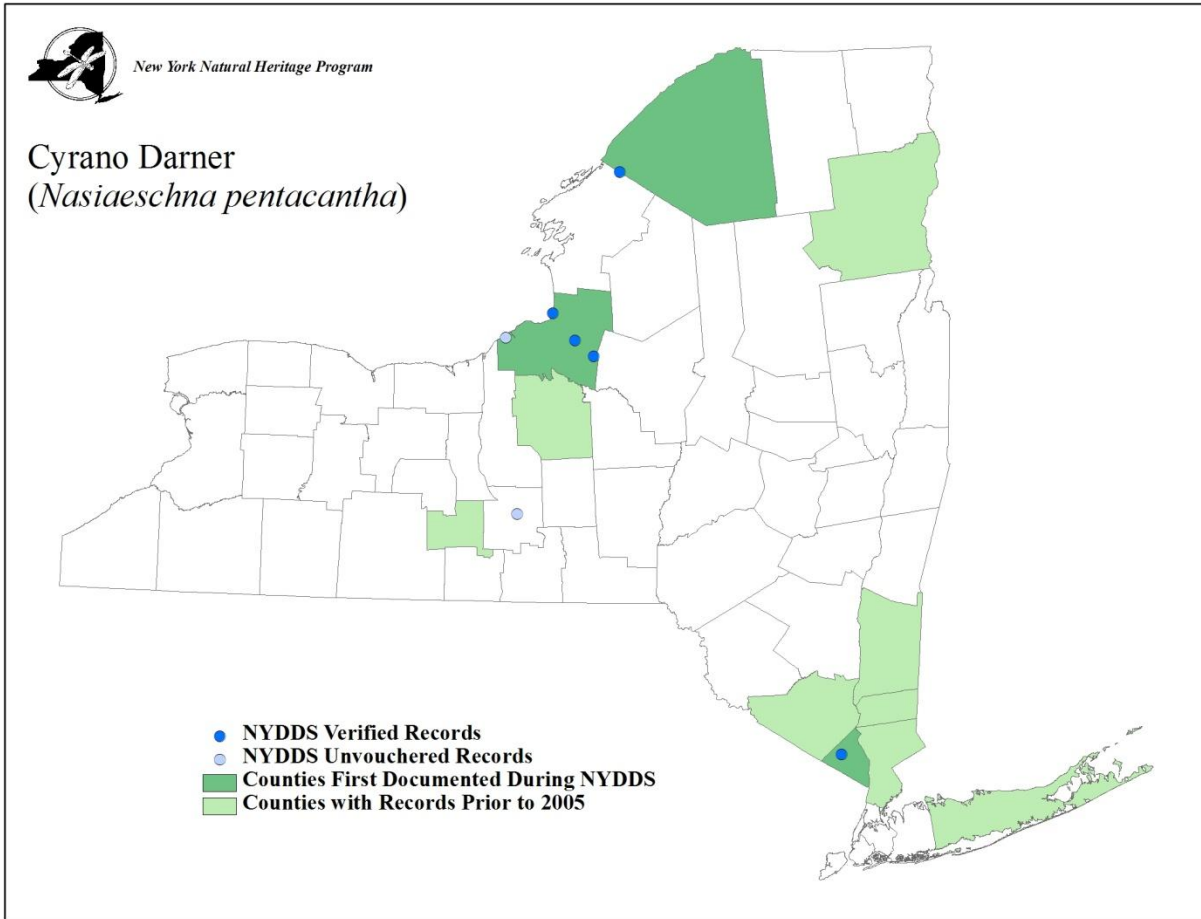 New York Natural Heritage Program
Cyrano Darner
(Nasiaeschna pentacantha)
NYDDS Verified Records
NYDDS Unvouchered Records
Counties First Documented During NYDDS
Counties with Records Prior to 2005